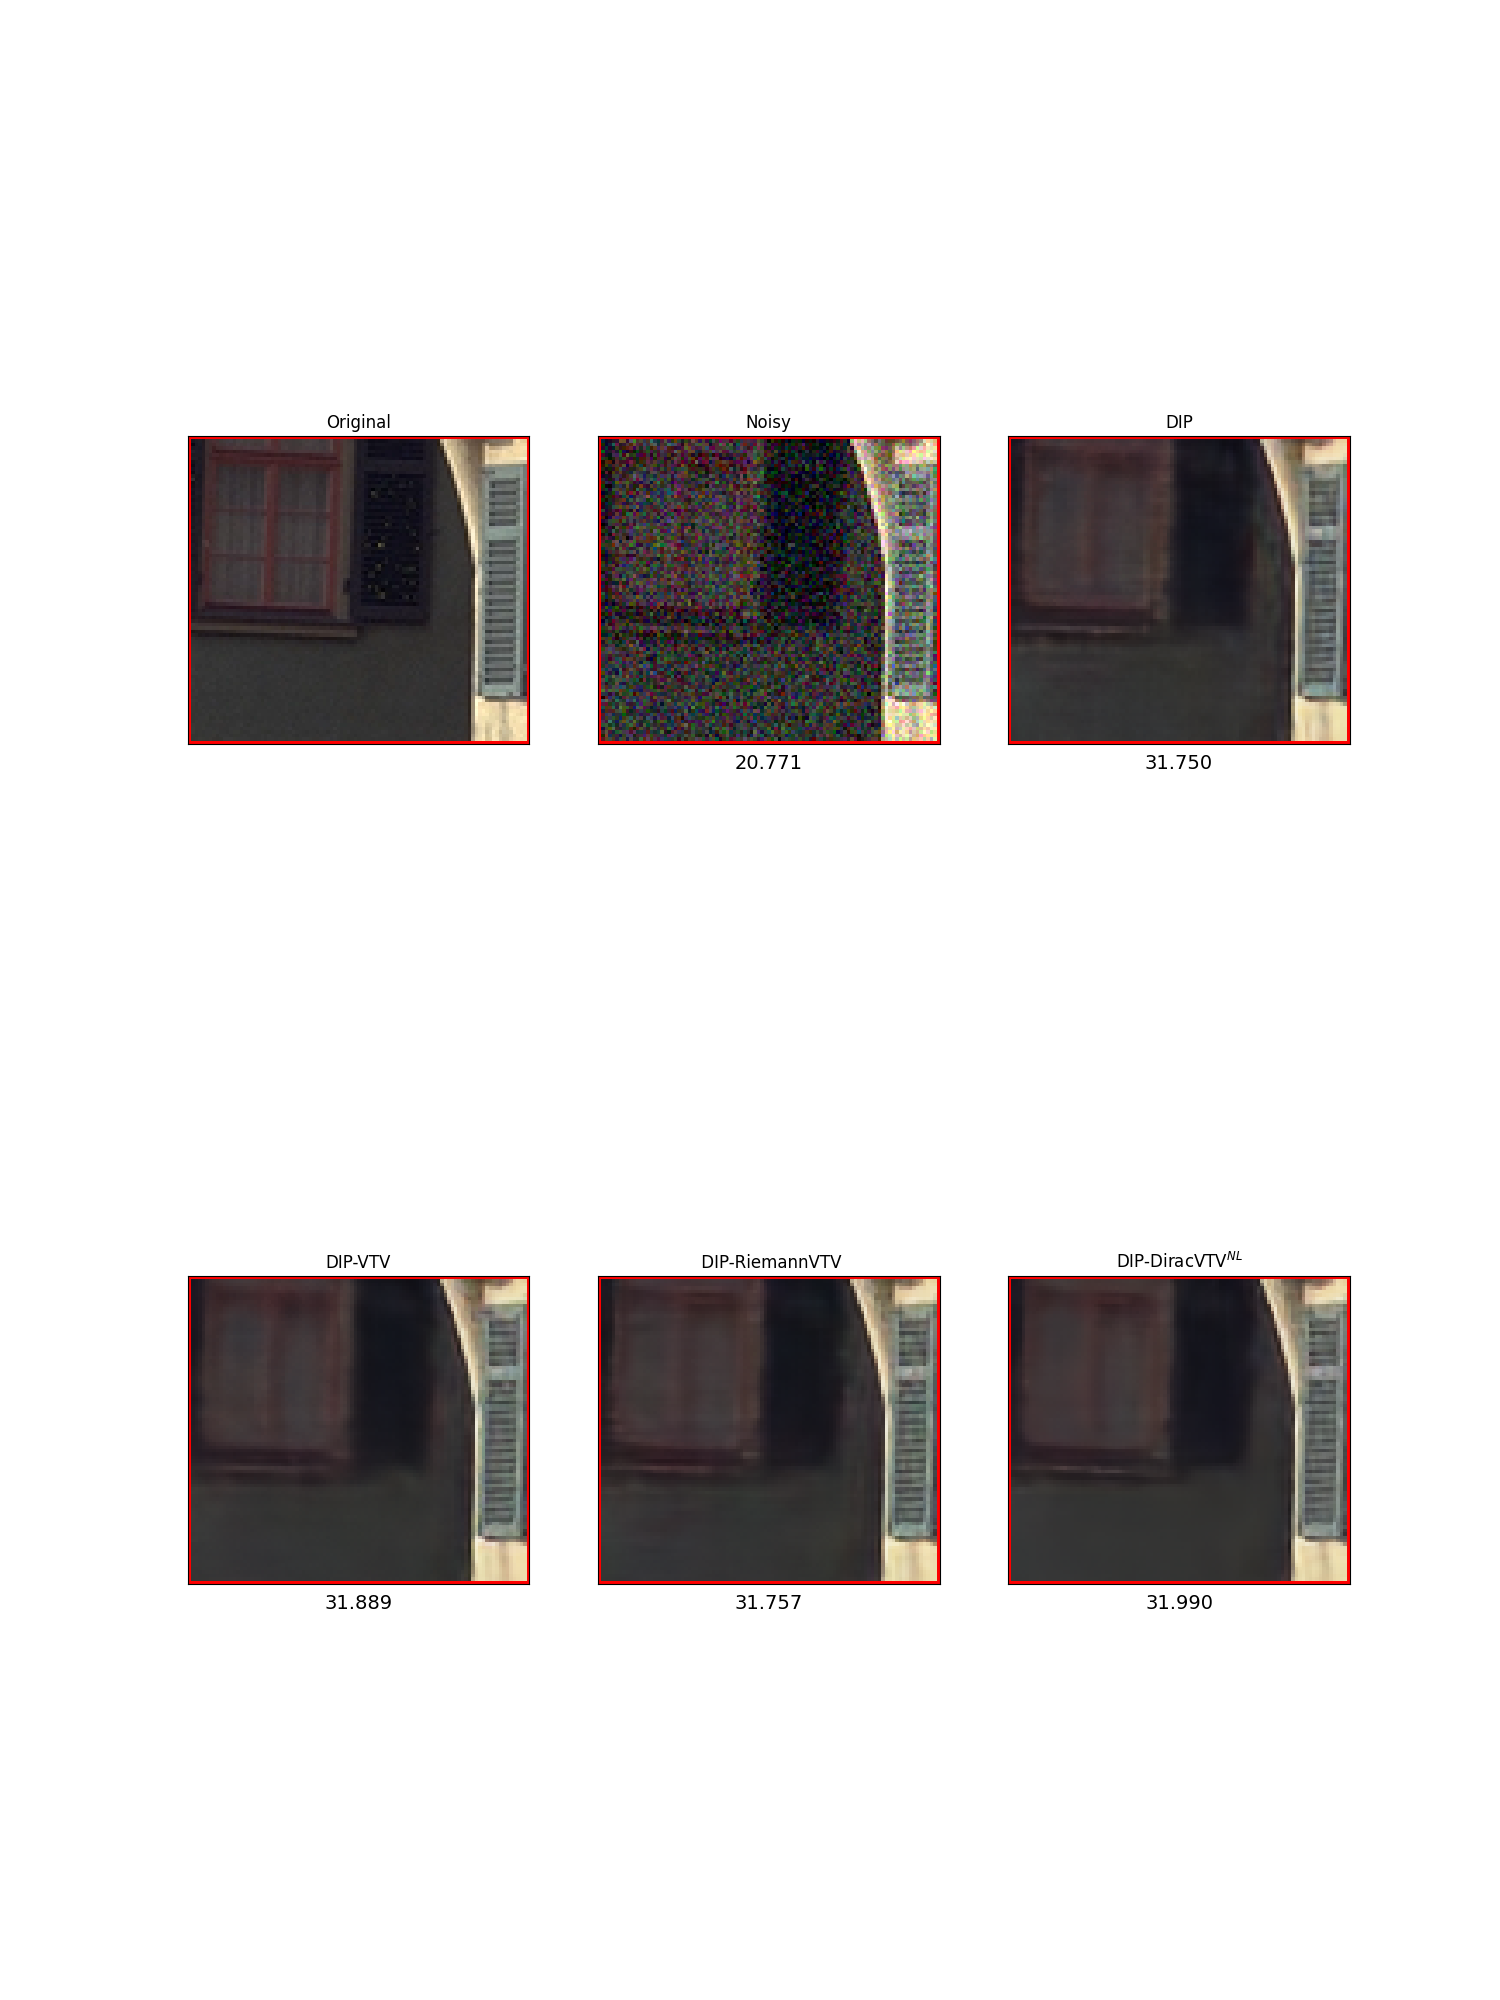 Original
Noisy
DIP
20.771
31.750
DIP-VTV
DIP-RiemannVTV
DIP-DiracVTV^{NL}
31.889
31.757
31.990